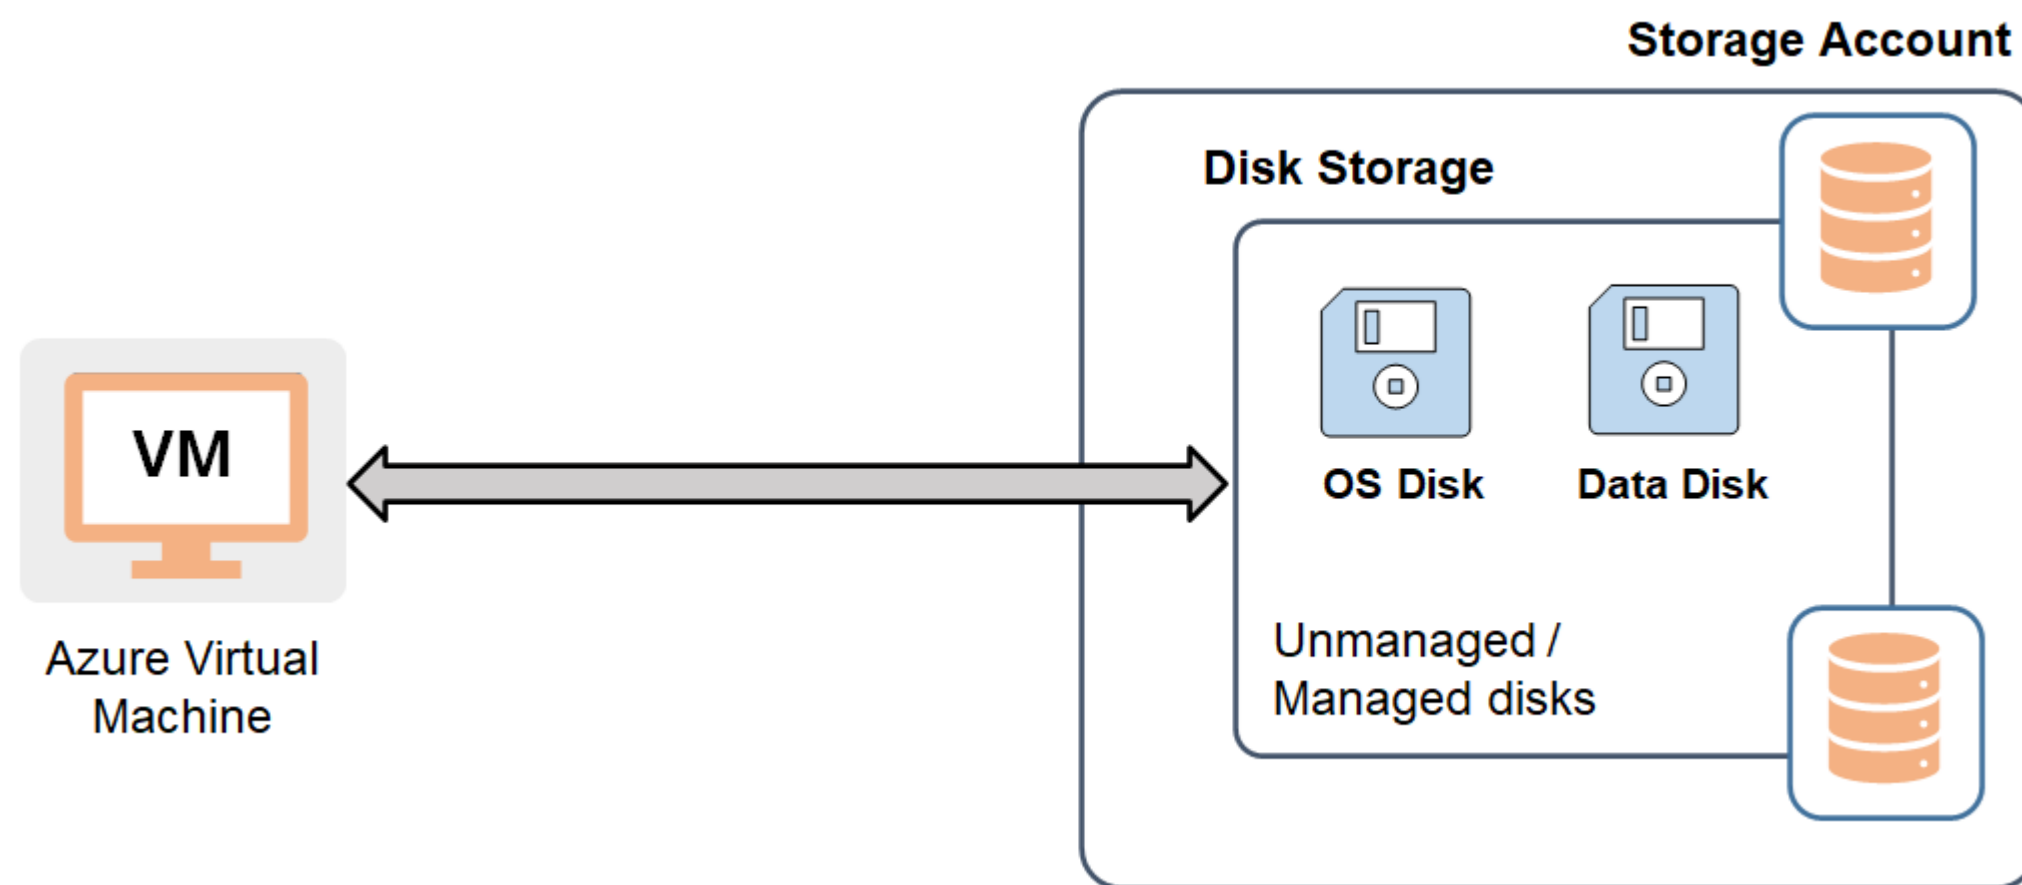 Storage Account
Disk Storage
VM
OS Disk
Data Disk
Azure Virtual
Machine
Unmanaged /
Managed disks